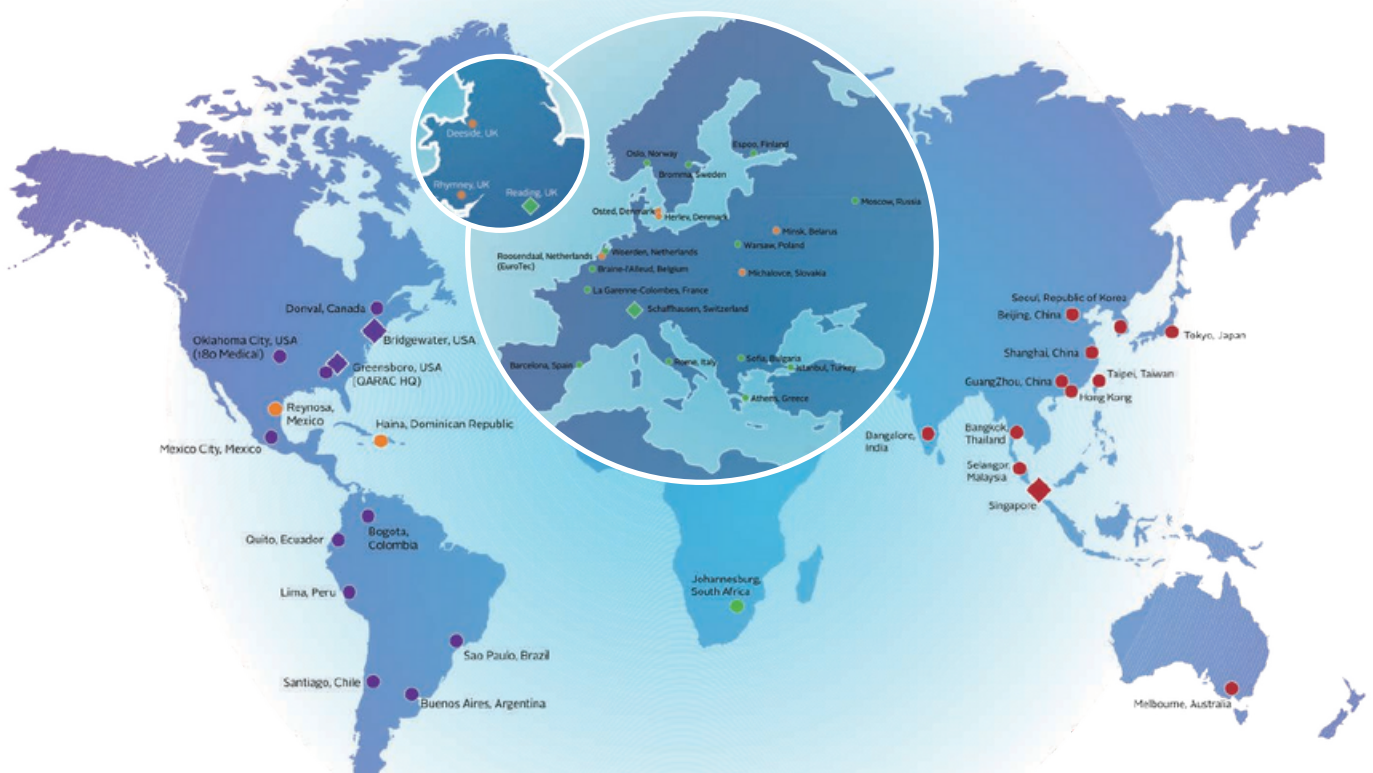 Deeside, UK
Rhymney, UK
Reading, UK
Oslo, Norway
Espoo, Finland
Bromma, Sweden
Osted, Denmark
Herlev, Denmark
Moscow, Russia
Minsk, Belarus
Warsaw, Poland
Roosendaal, Netherlands
(EuroTec)
Woerden, Netherlands
Braine-l'Alleud, Belgium
Michalovce, Slovakia
La Garenne-Colombes, France
Schaffhausen, Switzerland
Barcelona, Spain
Rome, Italy
Sofia, Bulgaria
Istanbul, Turkey
Athens, Greece
Dorval, Canada
Bridgewater, USA
Oklahoma City, USA
(180 Medical)
Greensboro, USA
(QARAC HQ)
Reynosa,
Mexico
Haina, Dominican Republic
Mexico City, Mexico
Bogota,
Colombia
Quito, Ecuador
Lima, Peru
Sao Paulo, Brazil
Santiago, Chile
Buenos Aires, Argentina
Johannesburg,
South Africa
Seoul, Republic of Korea
Beijing, China
Tokyo, Japan
Shanghai, China
Taipei, Taiwan
GuangZhou, China
Hong Kong
Bangalore,
India
Bangkok,
Thailand
Selangor,
Malaysia
Singapore
Melbourne, Australia